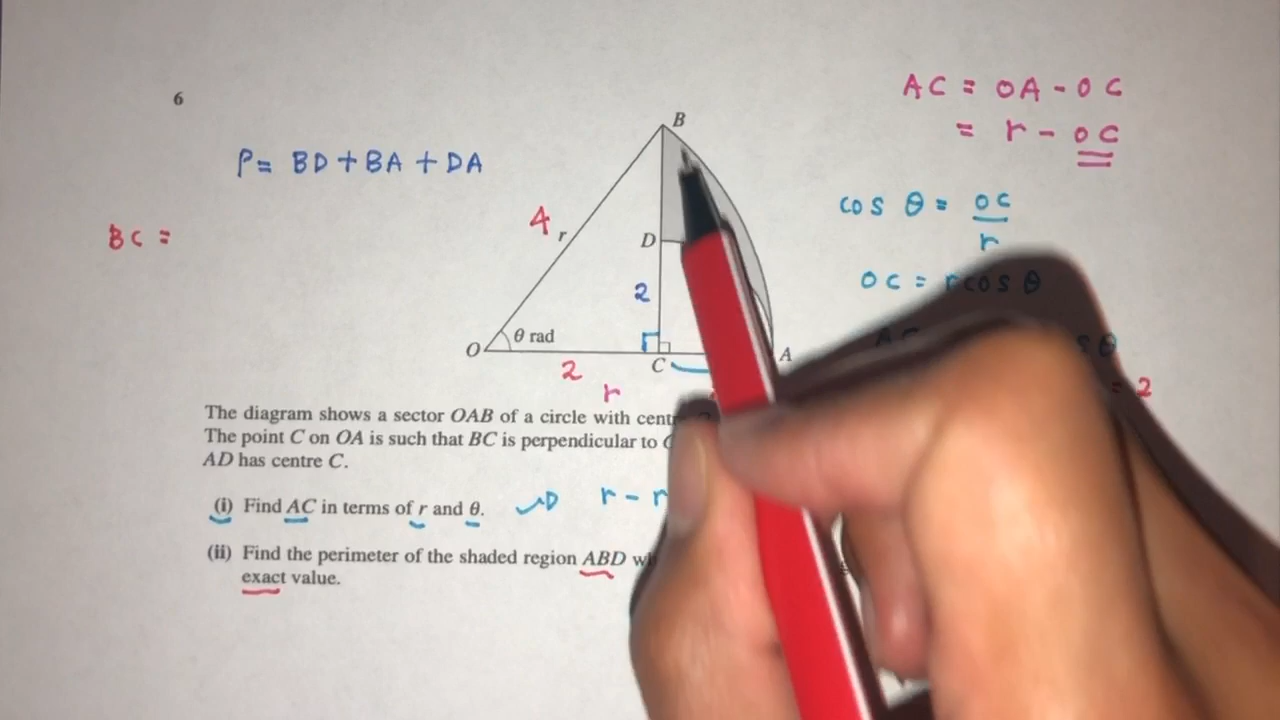 6
AC = OA - OC
= r - OC
P = BD + BA + DA
BC =
cos θ = OC
r
OC = r cos θ
= 2
B
4
r
D
2
θ rad
O
2
C
A
r
The diagram shows a sector OAB of a circle with
The point C on OA is such that BC is perpendicular to
AD has centre C.
(i) Find AC in terms of r and θ.
r - r
(ii) Find the perimeter of the shaded region ABD
exact value.